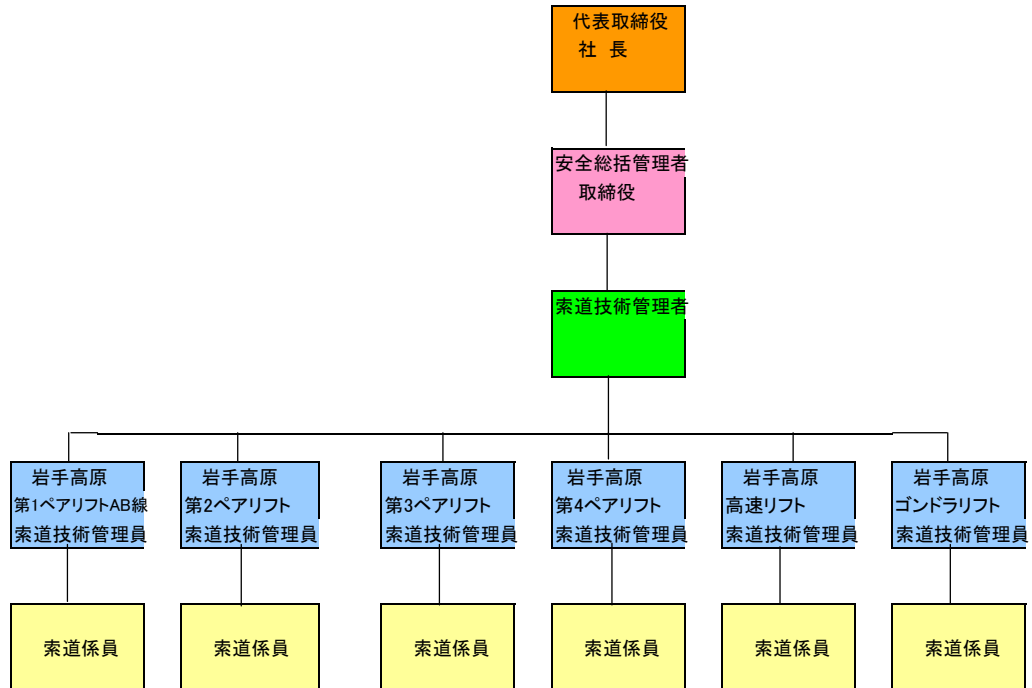 代表取締役
社 長
安全総括管理者
取締役
索道技術管理者
岩手高原
第1ペアリフトAB線
索道技術管理員
岩手高原
第2ペアリフト
索道技術管理員
岩手高原
第3ペアリフト
索道技術管理員
岩手高原
第4ペアリフト
索道技術管理員
岩手高原
高速リフト
索道技術管理員
岩手高原
ゴンドラリフト
索道技術管理員
索道係員
索道係員
索道係員
索道係員
索道係員
索道係員